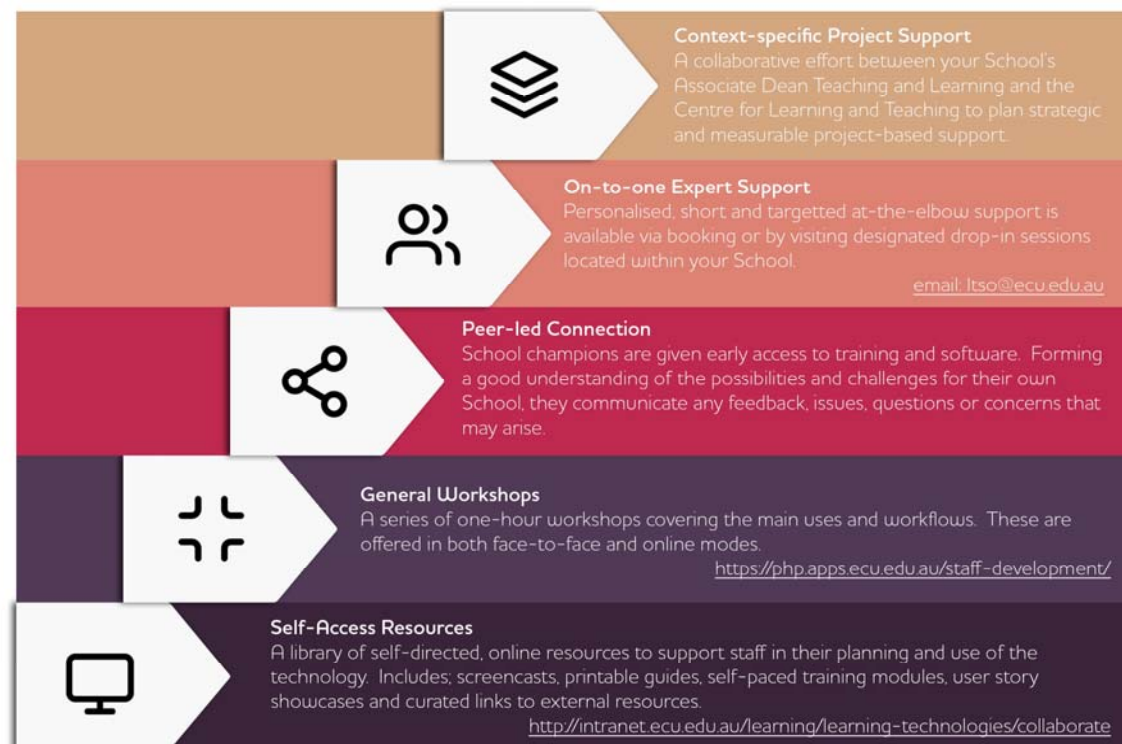 Context-specific Project Support
A collaborative effort between your School's
Associate Dean Teaching and Learning and the
Centre for Learning and Teaching to plan strategic
and measurable project-based support.
On-to-one Expert Support
Personalised, short and targetted at-the-elbow support is
available via booking or by visiting designated drop-in sessions
located within your School.
email: ltso@ecu.edu.au
Peer-led Connection
School champions are given early access to training and software. Forming
a good understanding of the possibilities and challenges for their own
School, they communicate any feedback, issues, questions or concerns that
may arise.
General Workshops
A series of one-hour workshops covering the main uses and workflows. These are
offered in both face-to-face and online modes.
https://php.apps.ecu.edu.au/staff-development/
Self-Access Resources
A library of self-directed, online resources to support staff in their planning and use of the
technology. Includes; screencasts, printable guides, self-paced training modules, user story
showcases and curated links to external resources.
http://intranet.ecu.edu.au/learning/learning-technologies/collaborate